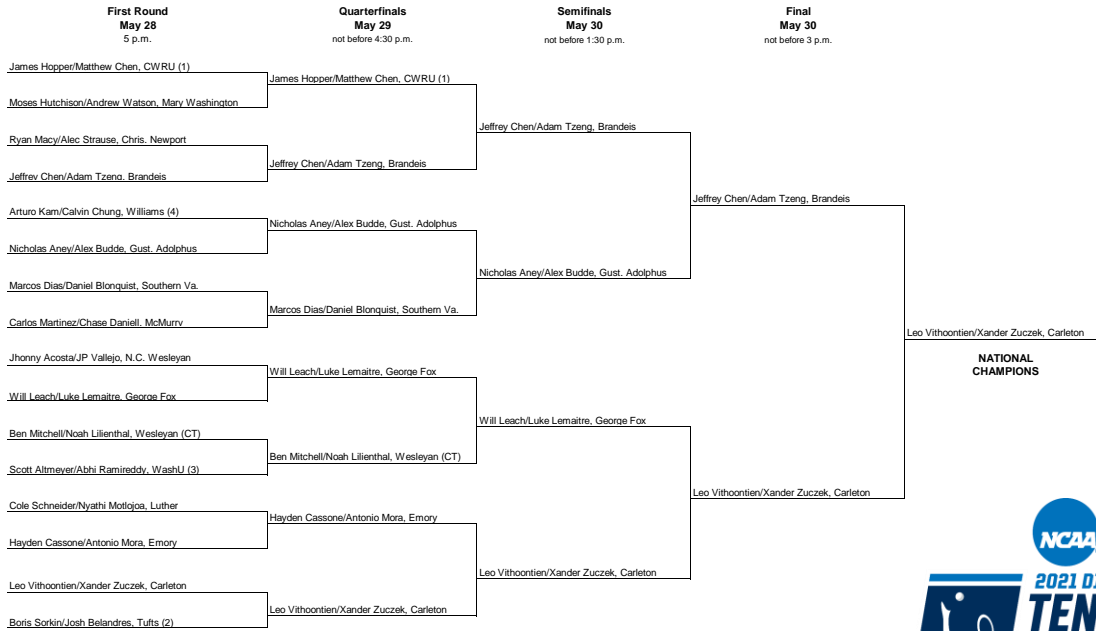 First Round
May 28
5 p.m.
Quarterfinals
May 29
not before 4:30 p.m.
Semifinals
May 30
not before 1:30 p.m.
Final
May 30
not before 3 p.m.
James Hopper/Matthew Chen, CWRU (1)
Moses Hutchison/Andrew Watson, Mary Washington
Ryan Macy/Alec Strause, Chris. Newport
Jeffrey Chen/Adam Tzeng, Brandeis
Arturo Kam/Calvin Chung, Williams (4)
Nicholas Aney/Alex Budde, Gust. Adolphus
Marcos Dias/Daniel Blonquist, Southern Va.
Carlos Martinez/Chase Daniell, McMurry
Jhonny Acosta/JP Vallejo, N.C. Wesleyan
Will Leach/Luke Lemaitre, George Fox
Ben Mitchell/Noah Lilienthal, Wesleyan (CT)
Scott Altmeyer/Abhi Ramireddy, WashU (3)
Cole Schneider/Nyathi Motlojoa, Luther
Hayden Cassone/Antonio Mora, Emory
Leo Vithoontien/Xander Zuczek, Carleton
Boris Sorkin/Josh Belandres, Tufts (2)
James Hopper/Matthew Chen, CWRU (1)
Jeffrey Chen/Adam Tzeng, Brandeis
Nicholas Aney/Alex Budde, Gust. Adolphus
Marcos Dias/Daniel Blonquist, Southern Va.
Will Leach/Luke Lemaitre, George Fox
Ben Mitchell/Noah Lilienthal, Wesleyan (CT)
Hayden Cassone/Antonio Mora, Emory
Leo Vithoontien/Xander Zuczek, Carleton
Jeffrey Chen/Adam Tzeng, Brandeis
Nicholas Aney/Alex Budde, Gust. Adolphus
Will Leach/Luke Lemaitre, George Fox
Leo Vithoontien/Xander Zuczek, Carleton
Jeffrey Chen/Adam Tzeng, Brandeis
Leo Vithoontien/Xander Zuczek, Carleton
Leo Vithoontien/Xander Zuczek, Carleton
NATIONAL
CHAMPIONS
NCAA
2021 D
TEN